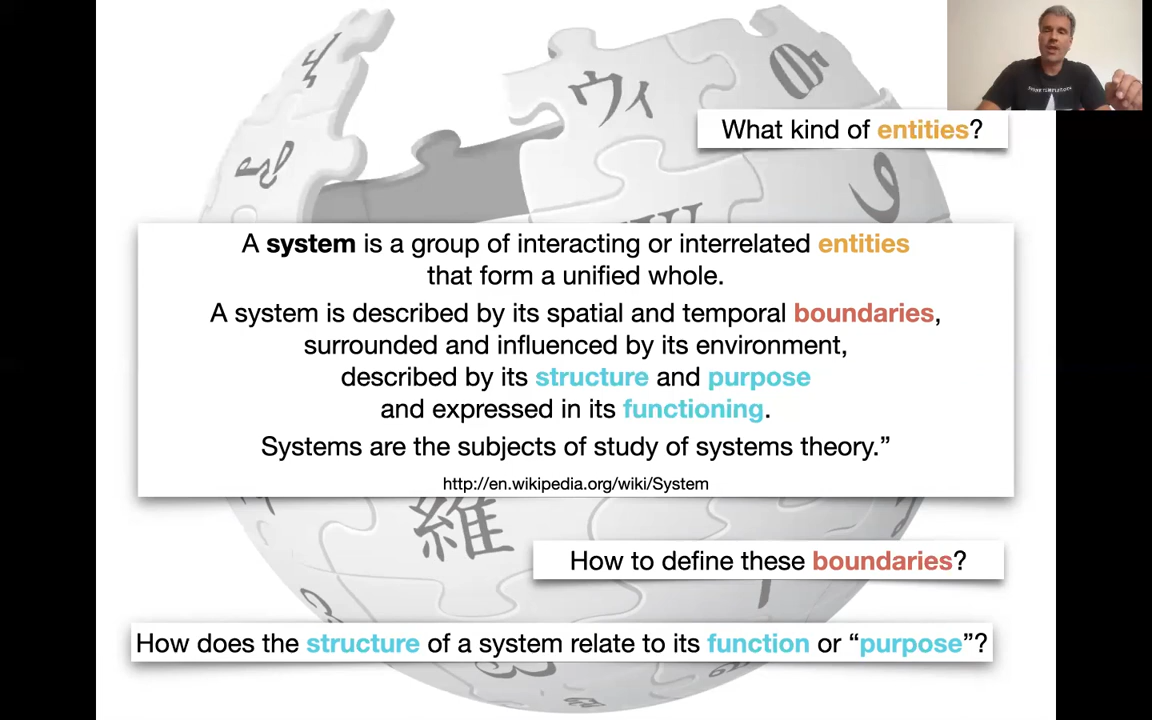 ウィ
What kind of entities?
A system is a group of interacting or interrelated entities
that form a unified whole.
A system is described by its spatial and temporal boundaries,
surrounded and influenced by its environment,
described by its structure and purpose
and expressed in its functioning.
Systems are the subjects of study of systems theory.”
http://en.wikipedia.org/wiki/System
維
How to define these boundaries?
How does the structure of a system relate to its function or “purpose”?